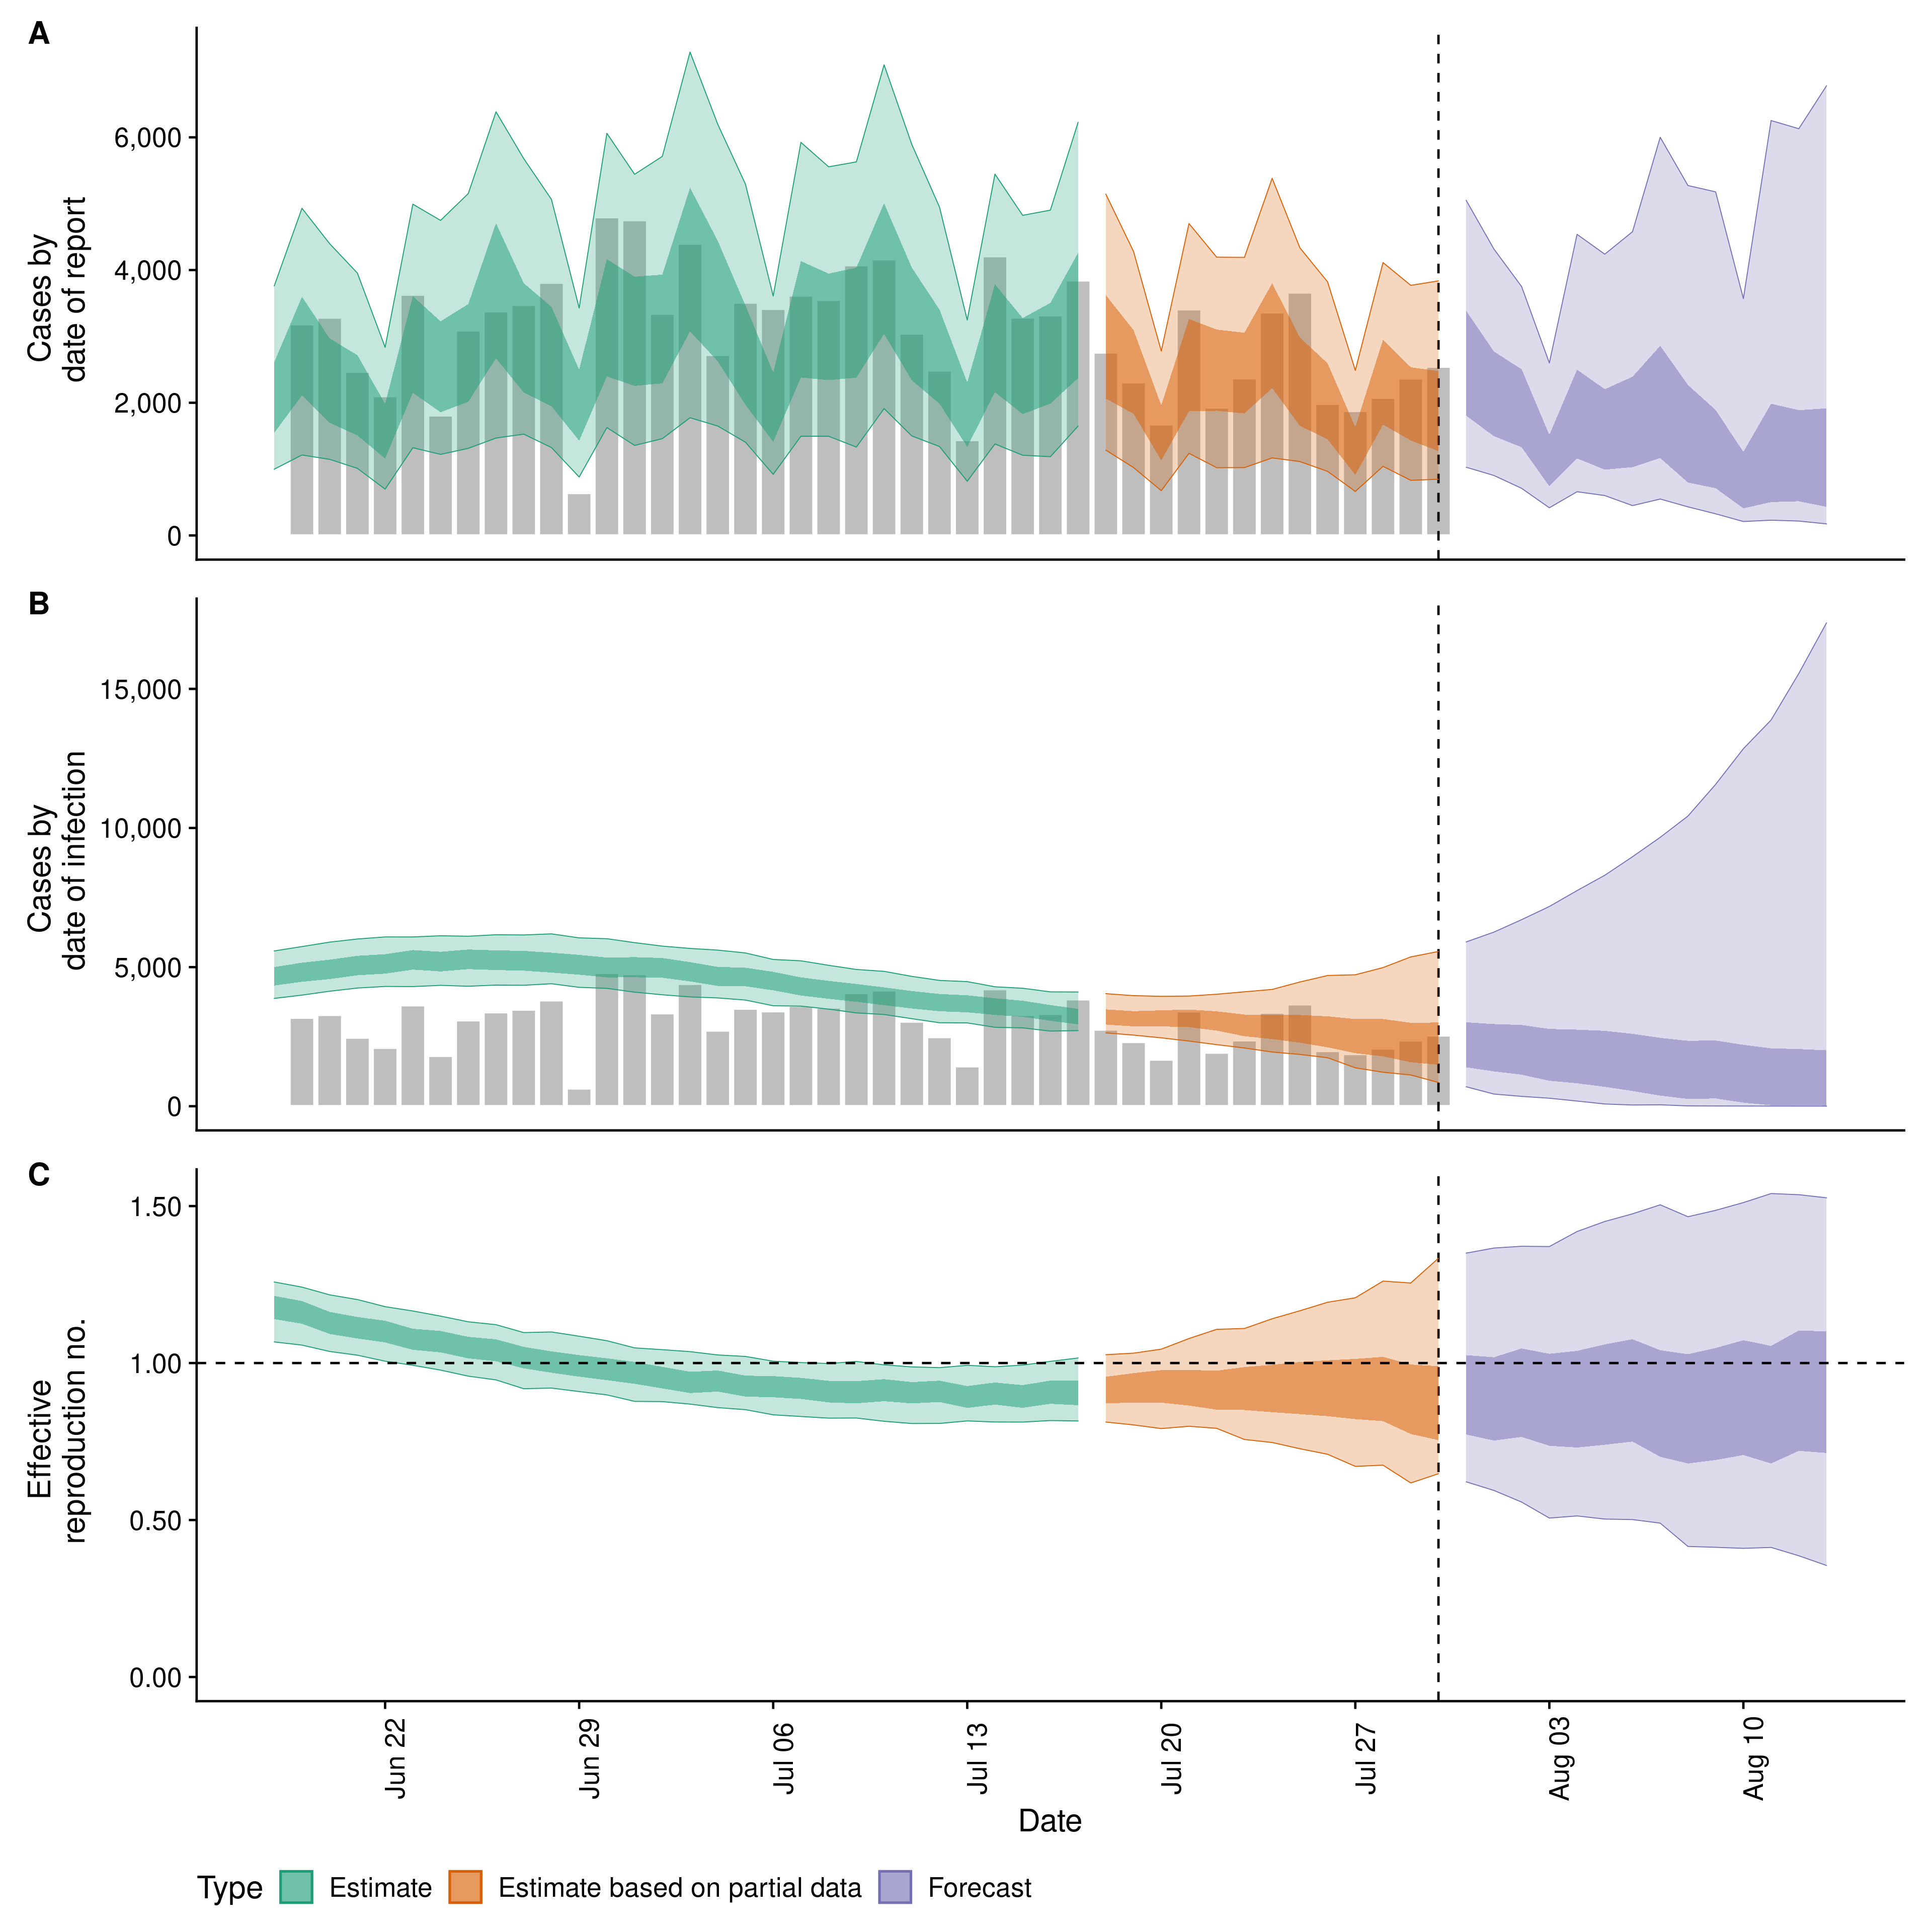 A
Cases by
date of report
6,000
4,000
2,000
0
B
Cases by
date of infection
15,000
10,000
5,000
0
C
Effective
reproduction no.
1.50
1.00
0.50
0.00
Jun 22
Jun 29
Jul 06
Jul 13
Jul 20
Jul 27
Aug 03
Aug 10
Date
Type Estimate Estimate based on partial data Forecast